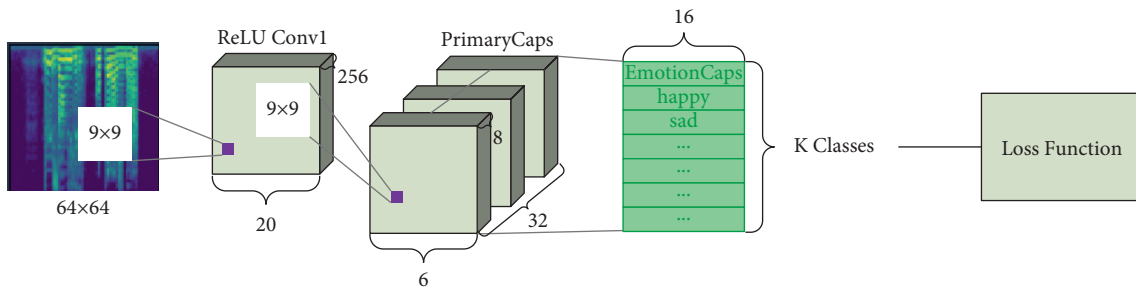 ReLU Conv1
PrimaryCaps
16
256
EmotionCaps
happy
sad
...
...
...
...
9×9
9×9
8
K Classes
Loss Function
64×64
20
32
6